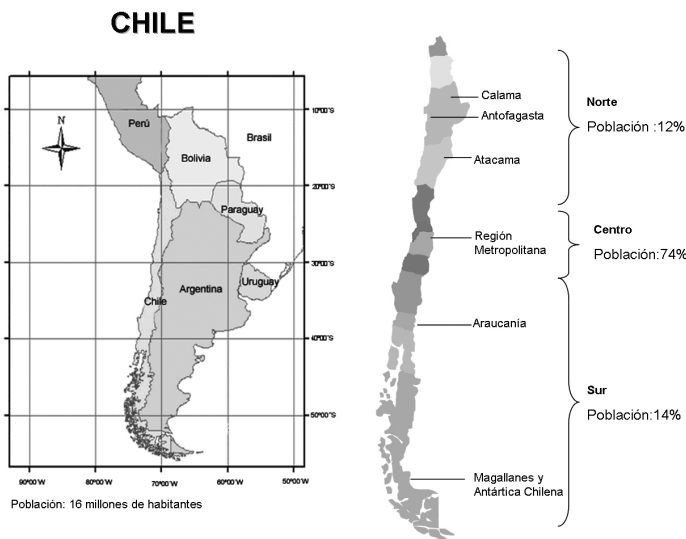 CHILE
N
Perú
Brasil
Bolivia
Paraguay
Uruguay
Argentina
Chile
10°00'S
20°00'S
30°00'S
40°00'S
50°00'S
90°00'W
80°00'W
70°00'W
60°00'W
50°00'W
Población: 16 millones de habitantes
Calama
Antofagasta
Atacama
Región
Metropolitana
Araucanía
Magallanes y
Antártica Chilena
Norte
Población :12%
Centro
Población:74%
Sur
Población:14%